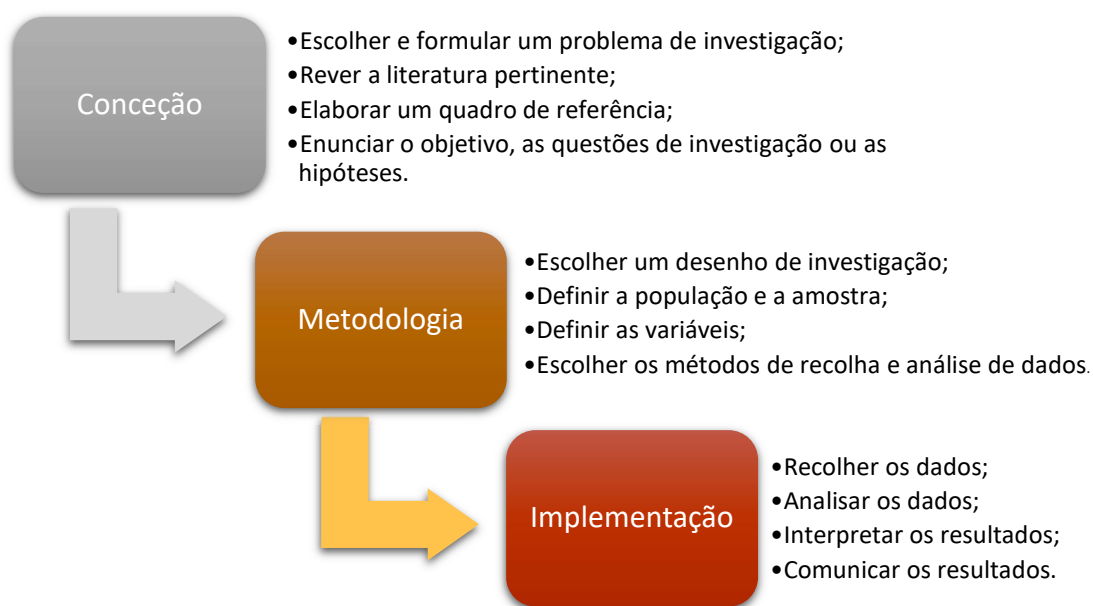 Conceção
•Escolher e formular um problema de investigação;
•Rever a literatura pertinente;
•Elaborar um quadro de referência;
•Enunciar o objetivo, as questões de investigação ou as
hipóteses.
Metodologia
•Escolher um desenho de investigação;
•Definir a população e a amostra;
•Definir as variáveis;
•Escolher os métodos de recolha e análise de dados.
Implementação
•Recolher os dados;
•Analisar os dados;
•Interpretar os resultados;
•Comunicar os resultados.